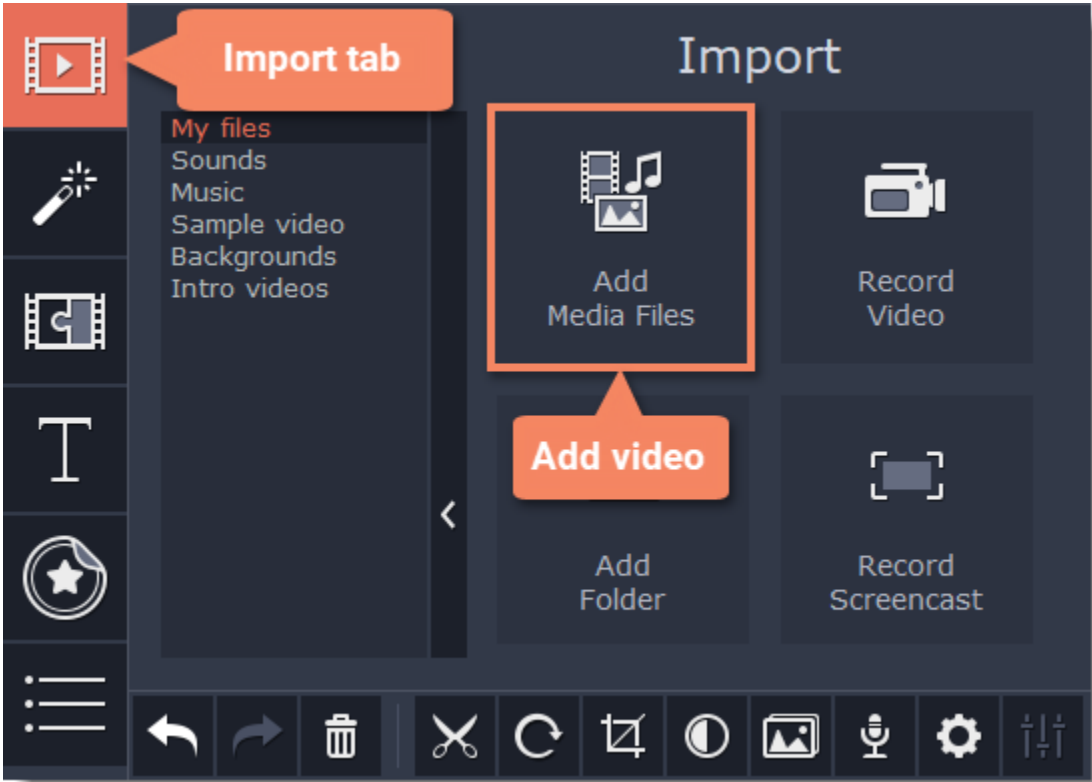 Import tab
Import
My files
Sounds
Music
Sample video
Backgrounds
Intro videos
Add
Media Files
Record
Video
Add video
Add
Folder
Record
Screencast